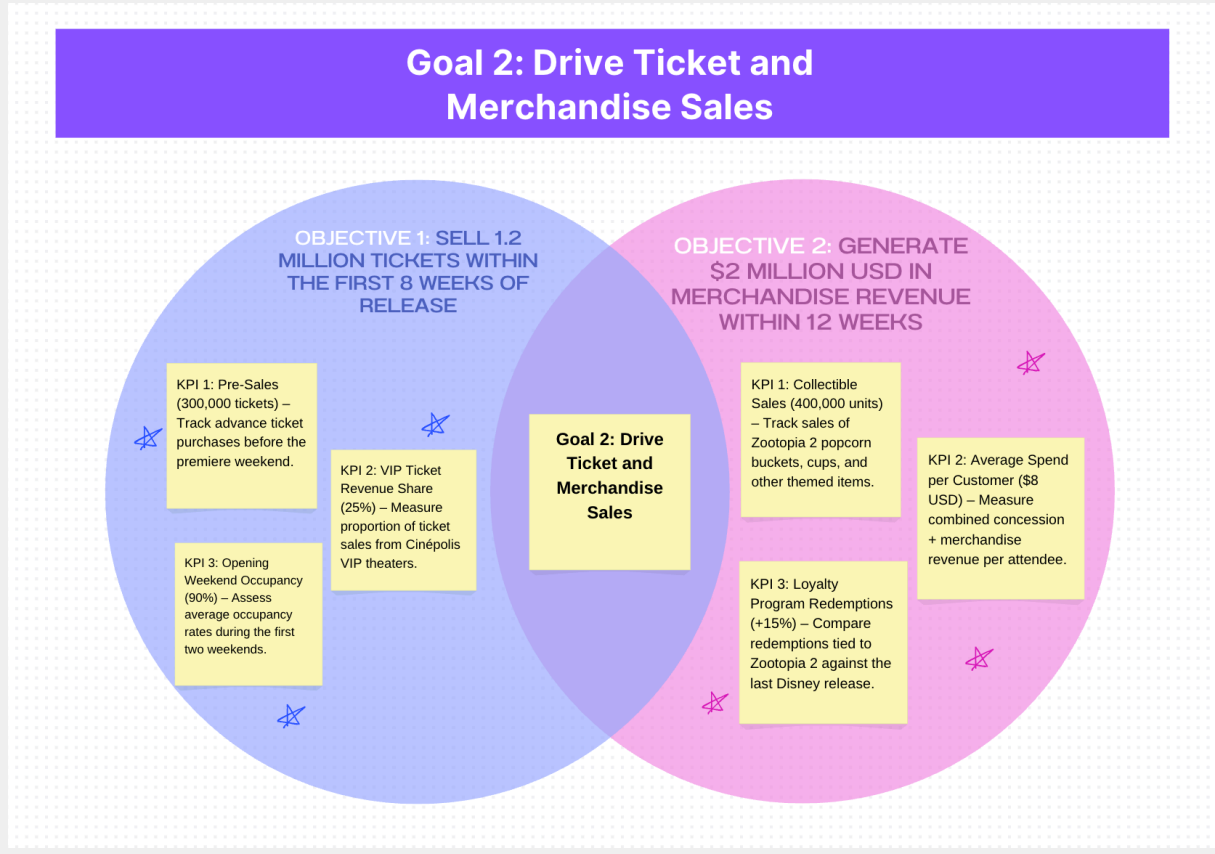 Goal 2: Drive Ticket and
Merchandise Sales
OBJECTIVE 1: SELL 1.2
MILLION TICKETS WITHIN
THE FIRST 8 WEEKS OF
RELEASE
KPI 1: Pre-Sales
(300,000 tickets) –
Track advance ticket
purchases before the
premiere weekend.
KPI 2: VIP Ticket
Revenue Share
(25%) – Measure
proportion of ticket
sales from Cinépolis
VIP theaters.
KPI 3: Opening
Weekend Occupancy
(90%) – Assess
average occupancy
rates during the first
two weekends.
Goal 2: Drive
Ticket and
Merchandise
Sales
OBJECTIVE 2: GENERATE
$2 MILLION USD IN
MERCHANDISE REVENUE
WITHIN 12 WEEKS
KPI 1: Collectible
Sales (400,000 units)
– Track sales of
Zootopia 2 popcorn
buckets, cups, and
other themed items.
KPI 2: Average Spend
per Customer ($8
USD) – Measure
combined concession
+ merchandise
revenue per attendee.
KPI 3: Loyalty
Program Redemptions
(+15%) – Compare
redemptions tied to
Zootopia 2 against the
last Disney release.